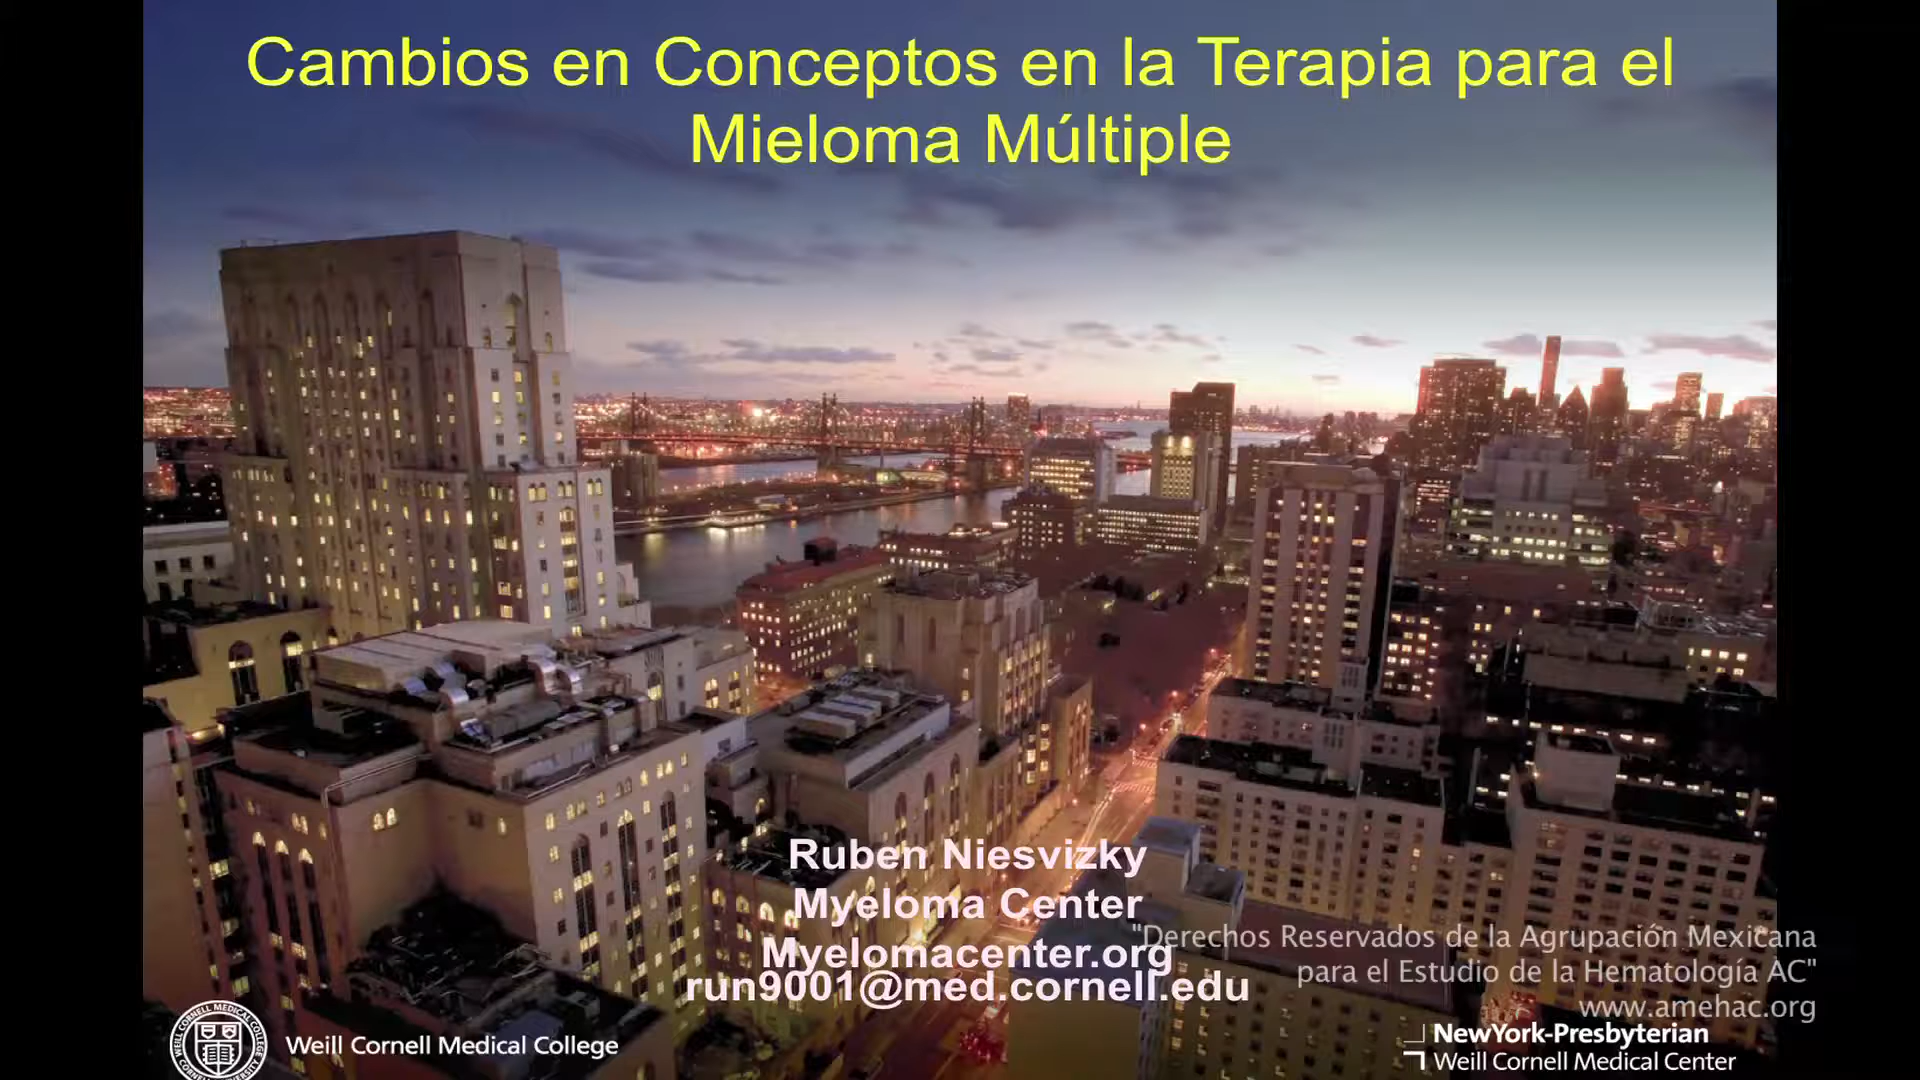 Cambios en Conceptos en la Terapia para el
Mieloma Múltiple
Ruben Niesvizky
Myeloma Center
Myelomacenter.org
run9001@med.cornell.edu
"Derechos Reservados de la Agrupación Mexicana
para el Estudio de la Hematología AC"
www.amehac.org
Weill Cornell Medical College
NewYork-Presbyterian
Weill Cornell Medical Center